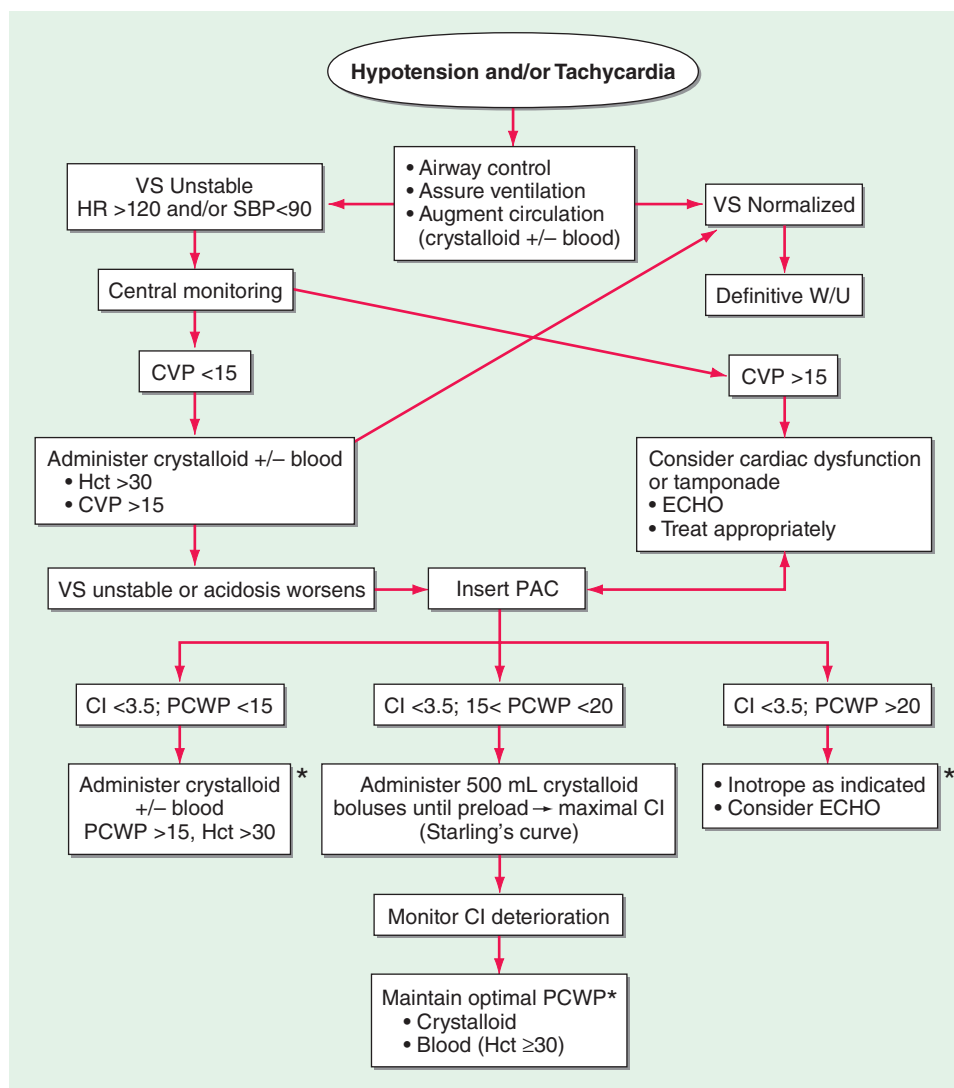 Hypotension and/or Tachycardia
• Airway control
• Assure ventilation
• Augment circulation
(crystalloid +/– blood)
VS Unstable
HR >120 and/or SBP<90
VS Normalized
Central monitoring
Definitive W/U
CVP <15
CVP >15
Administer crystalloid +/– blood
• Hct >30
• CVP >15
Consider cardiac dysfunction
or tamponade
• ECHO
• Treat appropriately
VS unstable or acidosis worsens
Insert PAC
CI <3.5; PCWP <15
CI <3.5; 15< PCWP <20
CI <3.5; PCWP >20
Administer crystalloid
+/– blood
PCWP >15, Hct >30
*
Administer 500 mL crystalloid
boluses until preload → maximal CI
(Starling's curve)
• Inotrope as indicated
• Consider ECHO
*
Monitor CI deterioration
Maintain optimal PCWP*
• Crystalloid
• Blood (Hct ≥30)